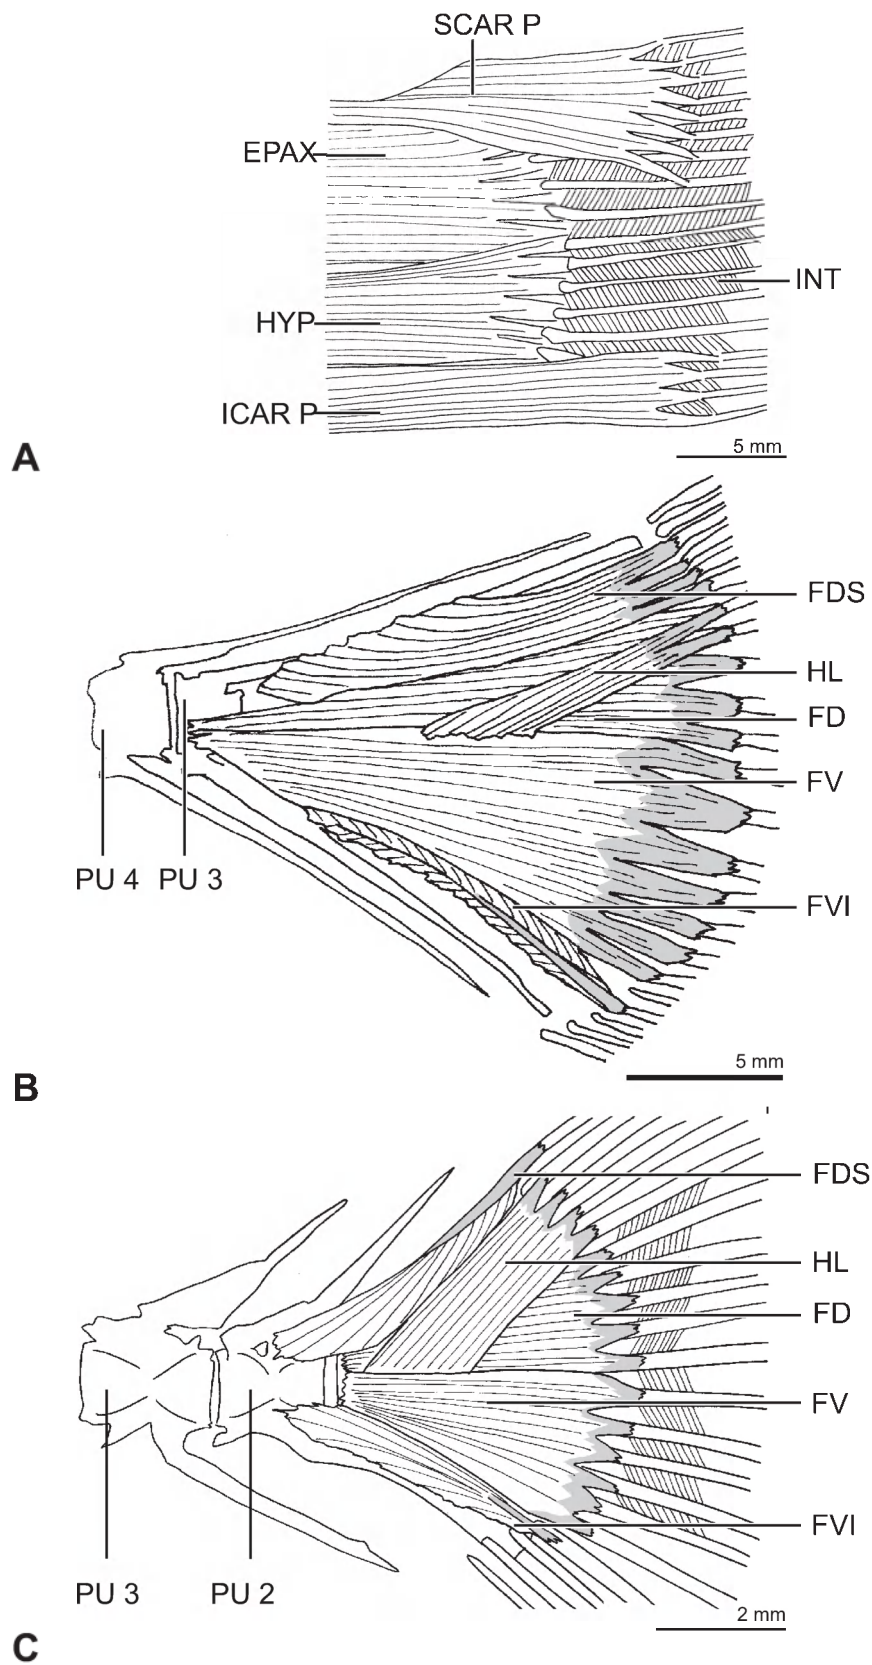 SCAR P
EPAX
INT
HYP
ICAR P
5 mm
A
FDS
HL
FD
FV
PU 4 PU 3
FVI
5 mm
B
FDS
HL
FD
FV
FVI
PU 3 PU 2
2 mm
C